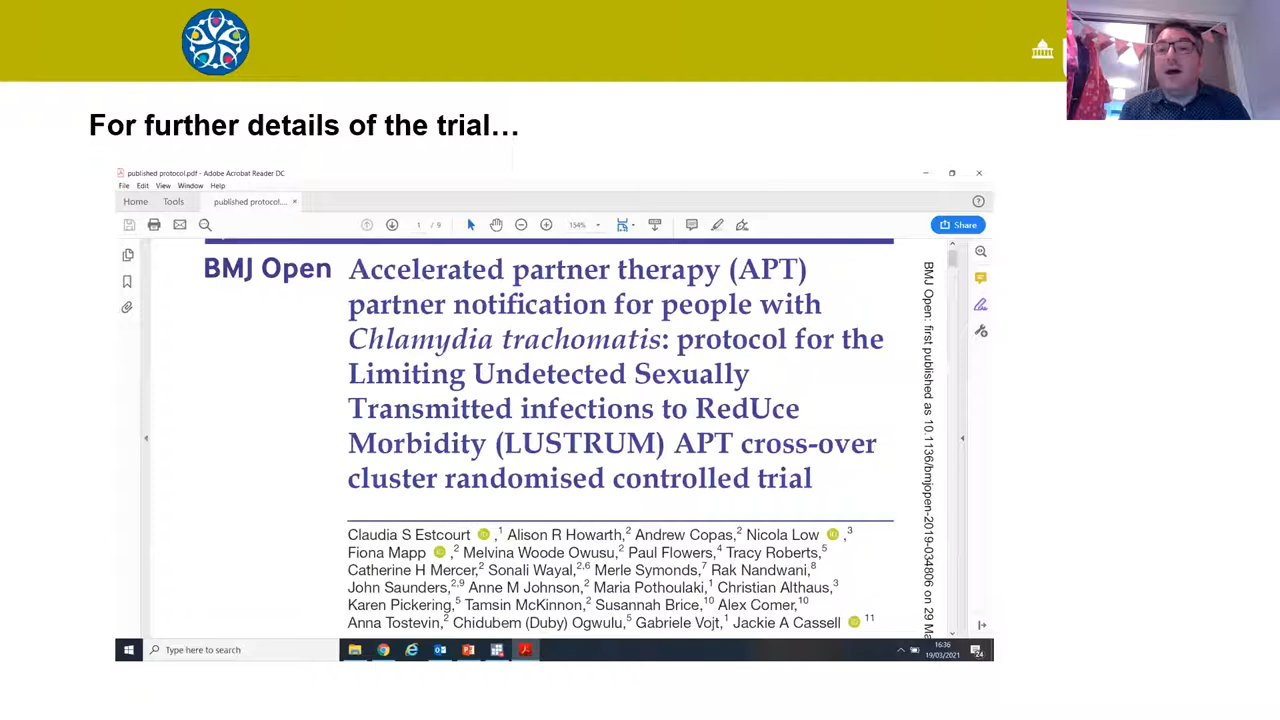 For further details of the trial…
published protocol.pdf - Adobe Acrobat Reader DC
File Edit View Window Help
Home Tools published protocol.... ×
1 / 9 154% Share
BMJ Open Accelerated partner therapy (APT)
partner notification for people with
Chlamydia trachomatis: protocol for the
Limiting Undetected Sexually
Transmitted infections to RedUce
Morbidity (LUSTRUM) APT cross-over
cluster randomised controlled trial
Claudia S Estcourt ,1 Alison R Howarth,2 Andrew Copas,2 Nicola Low ,3
Fiona Mapp ,2 Melvina Woode Owusu,2 Paul Flowers,4 Tracy Roberts,5
Catherine H Mercer,2 Sonali Wayal,2,6 Merle Symonds,7 Rak Nandwani,8
John Saunders,2,9 Anne M Johnson,2 Maria Pothoulaki,1 Christian Althaus,3
Karen Pickering,5 Tamsin McKinnon,2 Susannah Brice,10 Alex Comer,10
Anna Tostevin,2 Chidubem (Duby) Ogwulu,5 Gabriele Vojt,1 Jackie A Cassell 11
BMJ Open: first published as 10.1136/bmjopen-2019-034806 on 29 Ma
Type here to search
16:36
19/03/2021
24